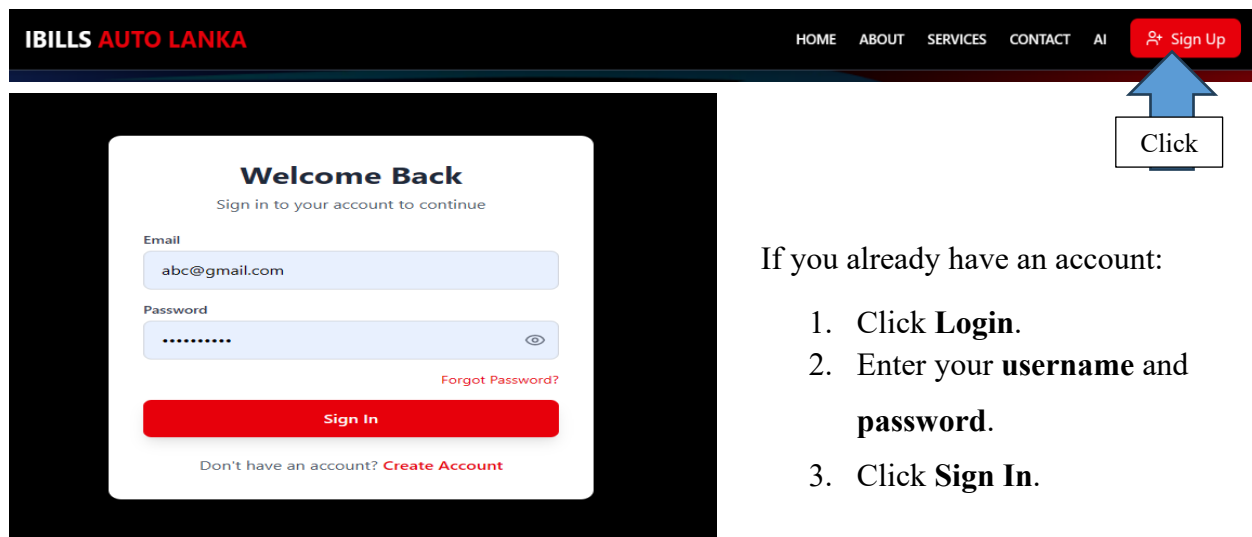 IBILLS AUTO LANKA
HOME ABOUT SERVICES CONTACT AI Sign Up
Click
Welcome Back
Sign in to your account to continue
Email
abc@gmail.com
Password
••••••••••
Forgot Password?
Sign In
Don't have an account? Create Account
If you already have an account:
1. Click Login.
2. Enter your username and
password.
3. Click Sign In.